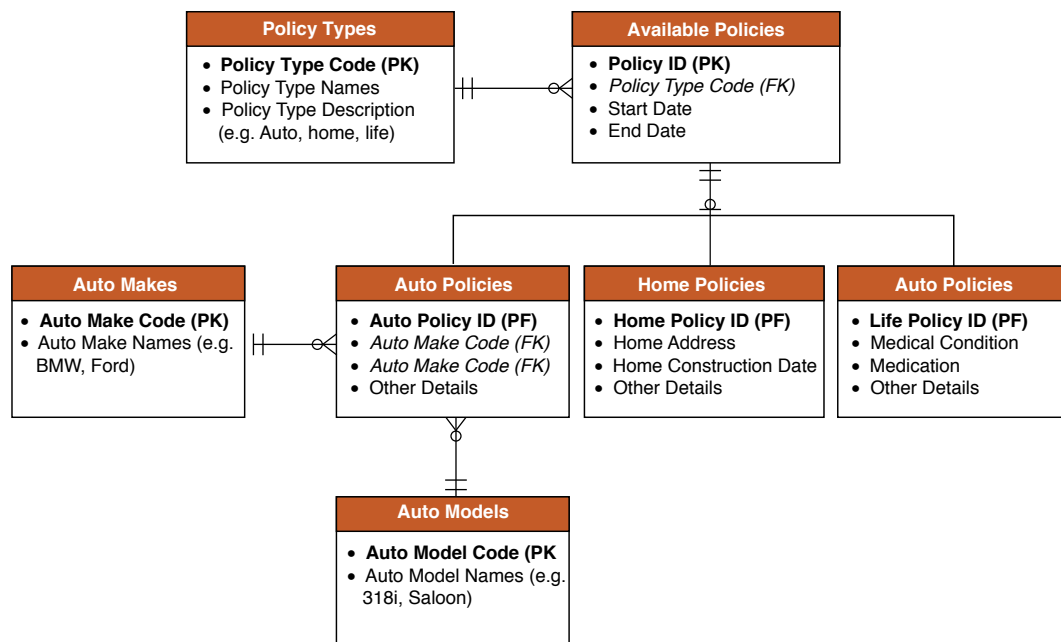 Policy Types
• Policy Type Code (PK)
• Policy Type Names
• Policy Type Description
(e.g. Auto, home, life)
Available Policies
• Policy ID (PK)
• Policy Type Code (FK)
• Start Date
• End Date
Auto Makes
• Auto Make Code (PK)
• Auto Make Names (e.g.
BMW, Ford)
Auto Policies
• Auto Policy ID (PF)
• Auto Make Code (FK)
• Auto Make Code (FK)
• Other Details
Home Policies
• Home Policy ID (PF)
• Home Address
• Home Construction Date
• Other Details
Auto Policies
• Life Policy ID (PF)
• Medical Condition
• Medication
• Other Details
Auto Models
• Auto Model Code (PK
• Auto Model Names (e.g.
318i, Saloon)